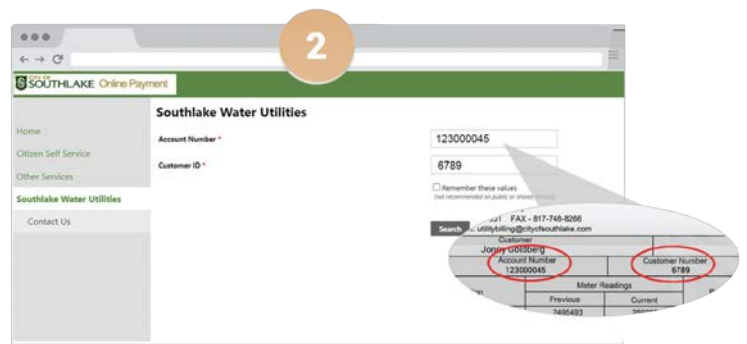 2
CITY OF
SOUTHLAKE Online Payment
Southlake Water Utilities
Home
Account Number *
123000045
Citizen Self Service
Customer ID *
6789
Other Services
Remember these values
(not recommended on public or shared
Southlake Water Utilities
Contact Us
Search
FAX - 817-748-8266
utilitybilling@cityofsouthlake.com
Customer
Jonny Goldberg
Account Number
Customer Number
123000045
6789
Meter Readings
Previous
Current
2495493